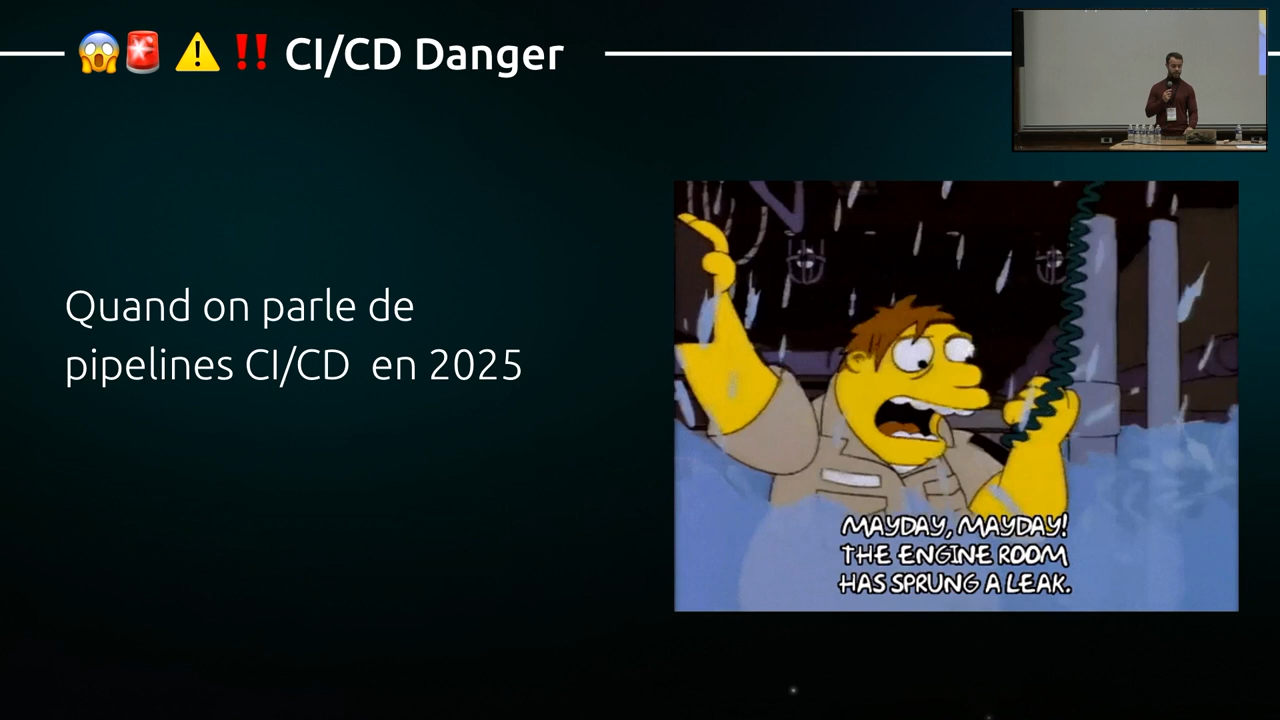 😱🚨⚠️‼️ CI/CD Danger
Quand on parle de
pipelines CI/CD en 2025
MAYDAY, MAYDAY!
THE ENGINE ROOM
HAS SPRUNG A LEAK.